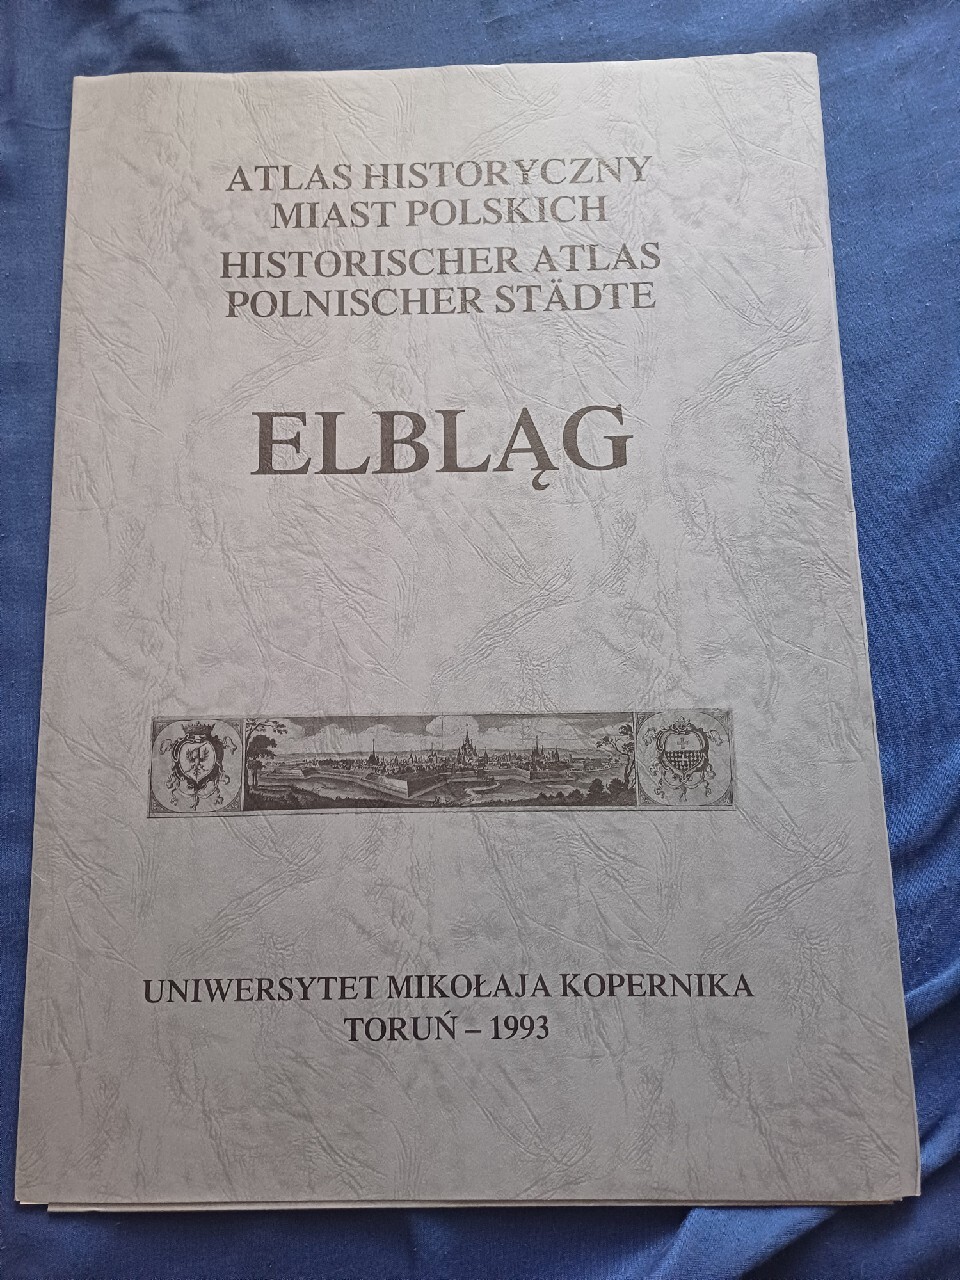 ATLAS HISTORYCZNY
MIAST POLSKICH
HISTORISCHER ATLAS
POLNISCHER STÄDTE
ELBLĄG
UNIWERSYTET MIKOŁAJA KOPERNIKA
TORUŃ – 1993